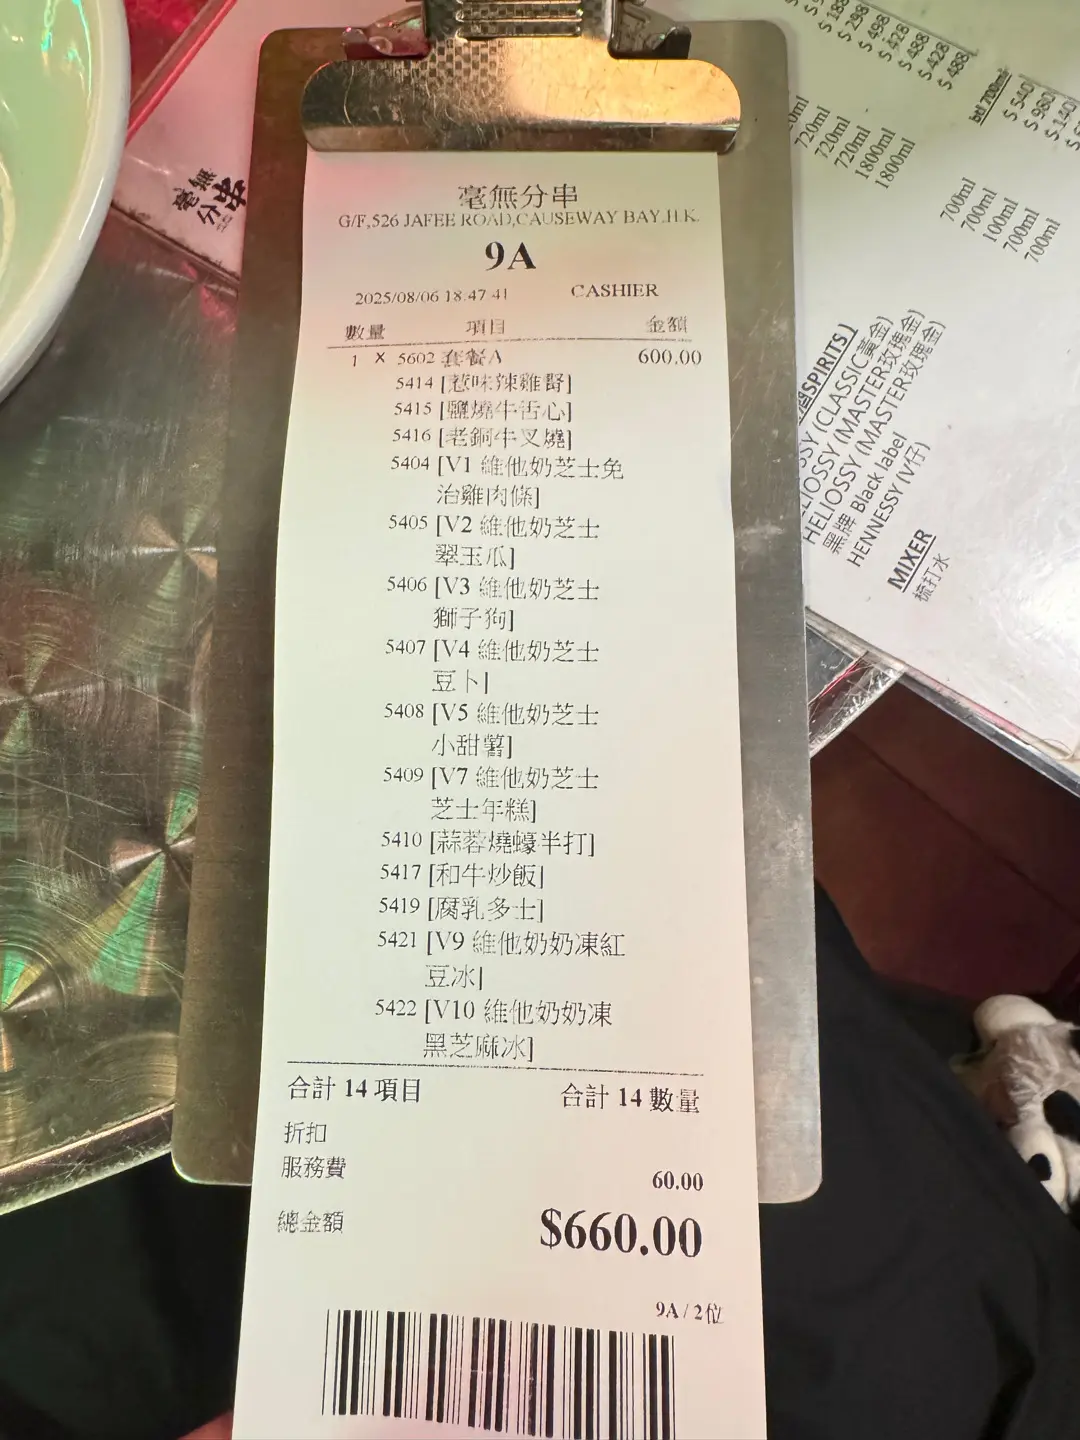 毫無分串
G/F,526 JAFEE ROAD,CAUSEWAY BAY,H.K.
9A
2025/08/06 18:47:41 CASHIER
數量 項目 金額
1 X 5602 套餐A 600.00
5414 [惹味辣雞腎]
5415 [鹽燒牛舌心]
5416 [老銅牛叉燒]
5404 [V1 維他奶芝士免
治雞肉條]
5405 [V2 維他奶芝士
翠玉瓜]
5406 [V3 維他奶芝士
獅子狗]
5407 [V4 維他奶芝士
豆卜]
5408 [V5 維他奶芝士
小甜薯]
5409 [V7 維他奶芝士
芝士年糕]
5410 [蒜蓉燒蠔半打]
5417 [和牛炒飯]
5419 [腐乳多士]
5421 [V9 維他奶奶凍紅
豆冰]
5422 [V10 維他奶奶凍
黑芝麻冰]
合計 14 項目 合計 14 數量
折扣
服務費 60.00
總金額 $660.00
9A / 2位
毫無
分串
$298
$498
$428
$488
$428
$488
720ml
720ml
720ml
1800ml
1800ml
btl 700ml
$540
$980
700ml
700ml
100ml
700ml
700ml
SPIRITS]
(CLASSIC黃金)
HELIOSSY (MASTER玫瑰金)
HELIOSSY (MASTER玫瑰金)
黑牌 Black label
HENNESSY (V仔)
MIXER
梳打水